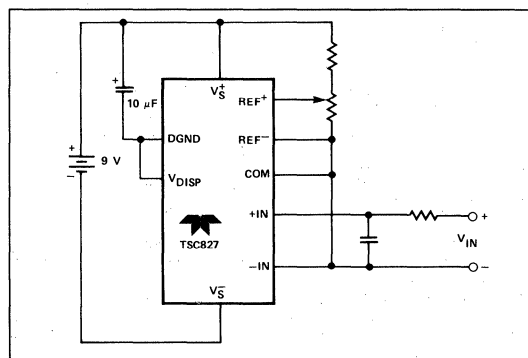 +
10 µF
V+S
REF+
+
9 V
−
DGND
REF−
VDISP
COM
+IN
+
VIN
TSC827
−IN
−
V−S